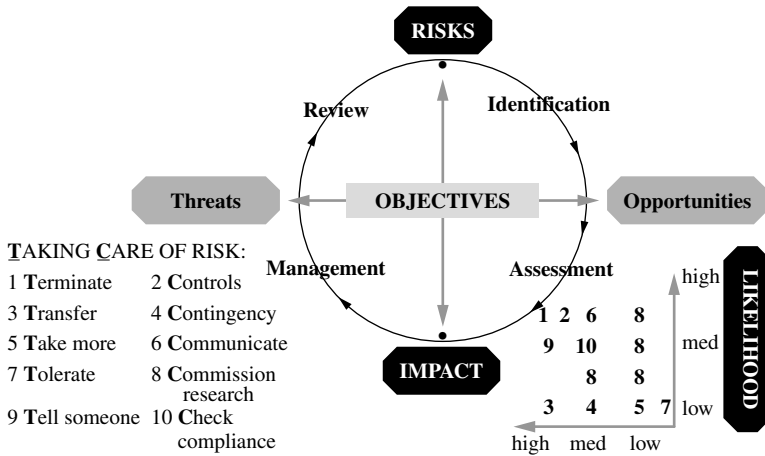 RISKS
Review
Identification
Threats
OBJECTIVES
Opportunities
Management
Assessment
IMPACT
TAKING CARE OF RISK:
1 Terminate 2 Controls
3 Transfer 4 Contingency
5 Take more 6 Communicate
7 Tolerate 8 Commission
research
9 Tell someone 10 Check
compliance
high
1 2 6 8
9 10 8 med
8 8
3 4 5 7 low
high med low
LIKELIHOOD